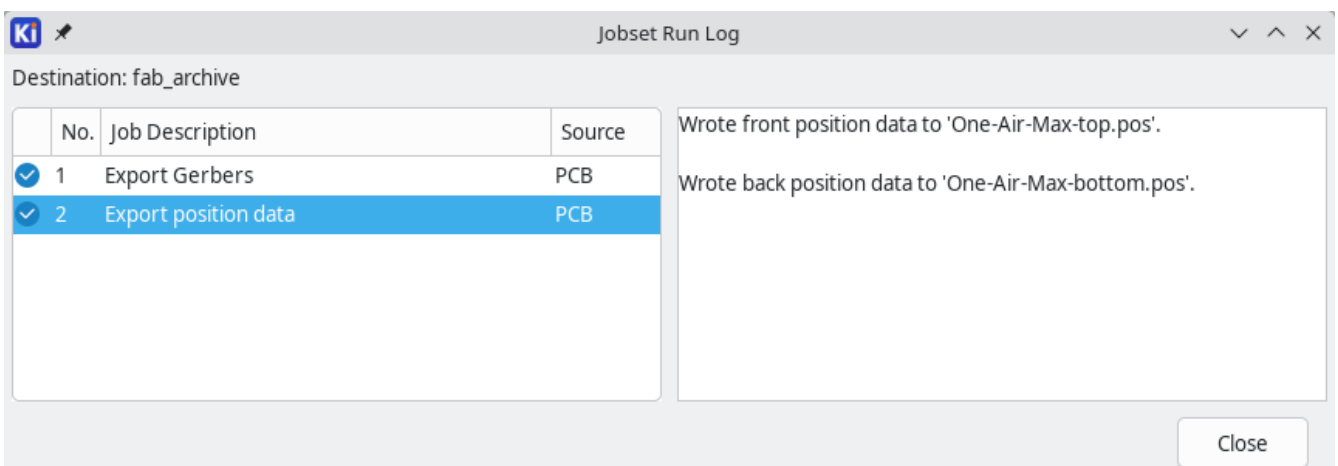 Ki
Jobset Run Log
Destination: fab_archive
No. Job Description Source
1 Export Gerbers PCB
2 Export position data PCB
Wrote front position data to 'One-Air-Max-top.pos'.
Wrote back position data to 'One-Air-Max-bottom.pos'.
Close